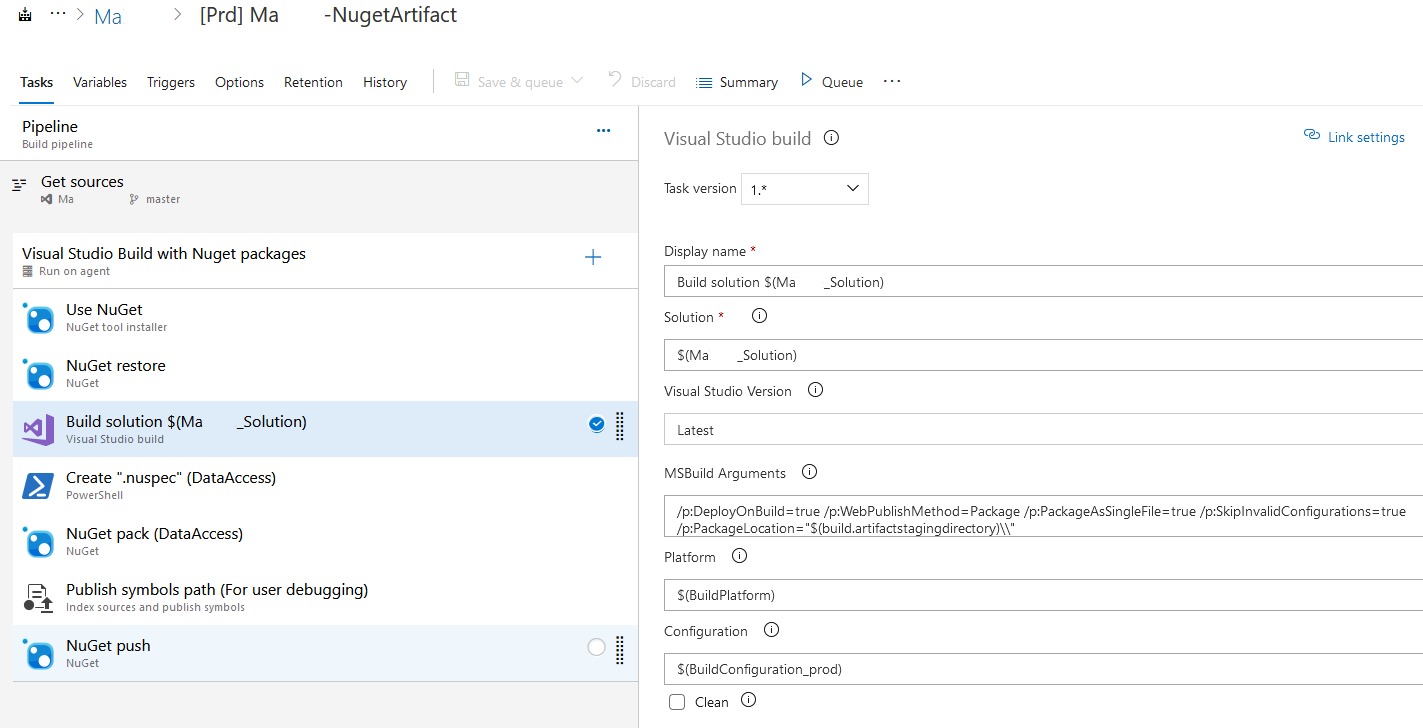 ··· > Ma > [Prd] Ma -NugetArtifact
Tasks Variables Triggers Options Retention History Save & queue Discard Summary Queue ···
Pipeline
Build pipeline
Get sources
Ma master
Visual Studio Build with Nuget packages
Run on agent
Use NuGet
NuGet tool installer
NuGet restore
NuGet
Build solution $(Ma _Solution)
Visual Studio build
Create ".nuspec" (DataAccess)
PowerShell
NuGet pack (DataAccess)
NuGet
Publish symbols path (For user debugging)
Index sources and publish symbols
NuGet push
NuGet
Visual Studio build
Link settings
Task version 1.*
Display name *
Build solution $(Ma _Solution)
Solution *
$(Ma _Solution)
Visual Studio Version
Latest
MSBuild Arguments
/p:DeployOnBuild=true /p:WebPublishMethod=Package /p:PackageAsSingleFile=true /p:SkipInvalidConfigurations=true
/p:PackageLocation="$(build.artifactstagingdirectory)\\"
Platform
$(BuildPlatform)
Configuration
$(BuildConfiguration_prod)
Clean